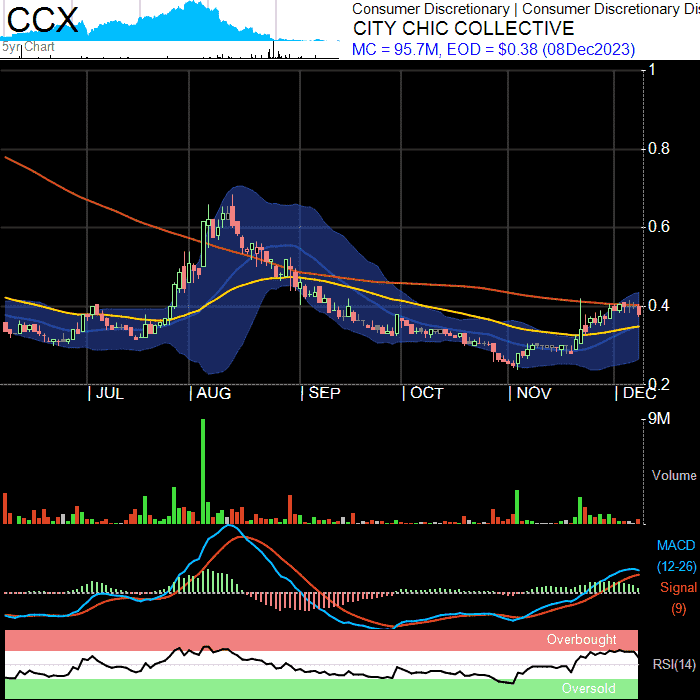 CCX
5yr Chart
Consumer Discretionary | Consumer Discretionary Dis
CITY CHIC COLLECTIVE
MC = 95.7M, EOD = $0.38 (08Dec2023)
1
0.8
0.6
0.4
0.2
JUL AUG SEP OCT NOV DEC
9M
Volume
MACD
(12-26)
Signal
(9)
Overbought
RSI(14)
Oversold